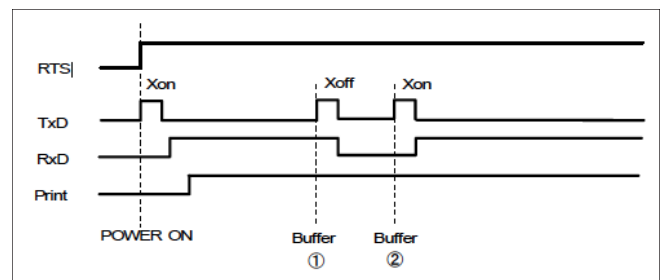 RTS
Xon
Xoff
Xon
TxD
RxD
Print
POWER ON
Buffer
①
Buffer
②